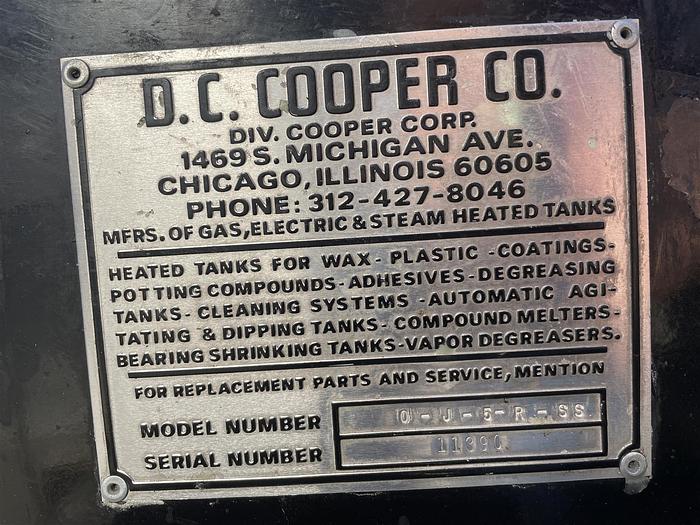 D.C. COOPER CO.
DIV. COOPER CORP.
1469 S. MICHIGAN AVE.
CHICAGO, ILLINOIS 60605
PHONE: 312-427-8046
MFRS. OF GAS, ELECTRIC & STEAM HEATED TANKS
HEATED TANKS FOR WAX - PLASTIC - COATINGS -
POTTING COMPOUNDS - ADHESIVES - DEGREASING
TANKS - CLEANING SYSTEMS - AUTOMATIC AGI-
TATING & DIPPING TANKS - COMPOUND MELTERS -
BEARING SHRINKING TANKS - VAPOR DEGREASERS.
FOR REPLACEMENT PARTS AND SERVICE, MENTION
MODEL NUMBER 0-J-5-R-SS
SERIAL NUMBER 11390